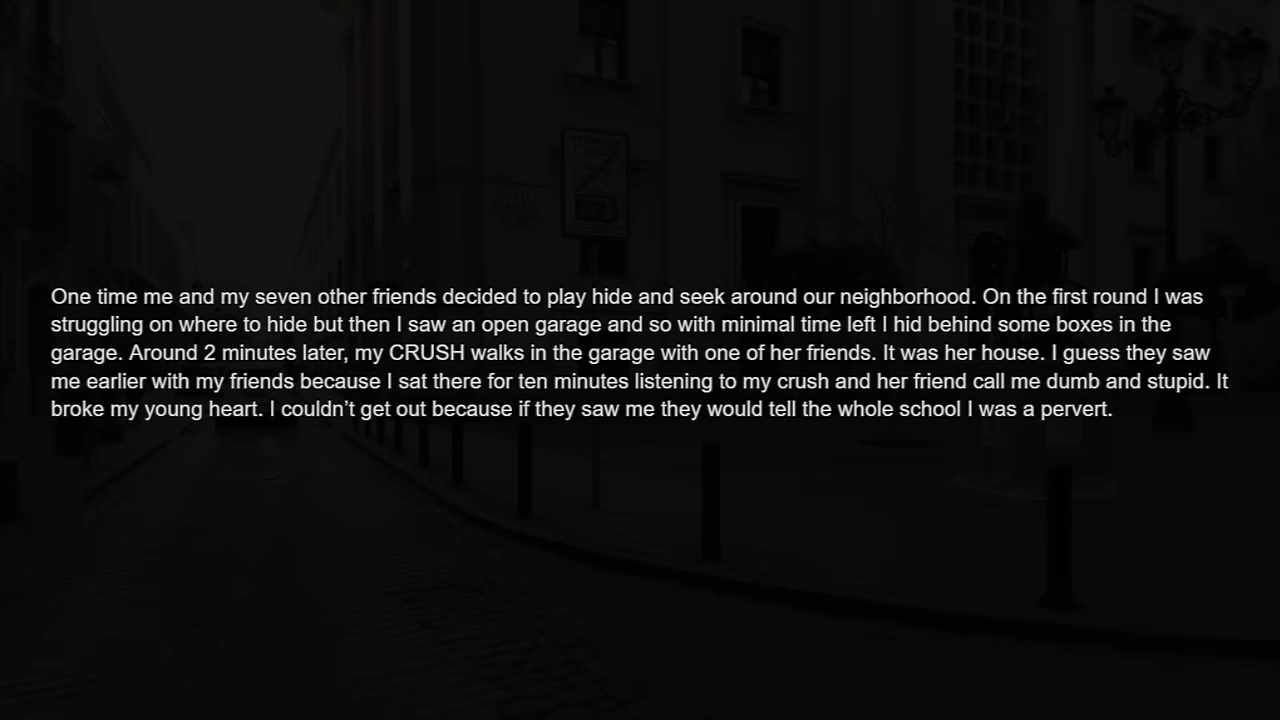 One time me and my seven other friends decided to play hide and seek around our neighborhood. On the first round I was
struggling on where to hide but then I saw an open garage and so with minimal time left I hid behind some boxes in the
garage. Around 2 minutes later, my CRUSH walks in the garage with one of her friends. It was her house. I guess they saw
me earlier with my friends because I sat there for ten minutes listening to my crush and her friend call me dumb and stupid. It
broke my young heart. I couldn’t get out because if they saw me they would tell the whole school I was a pervert.